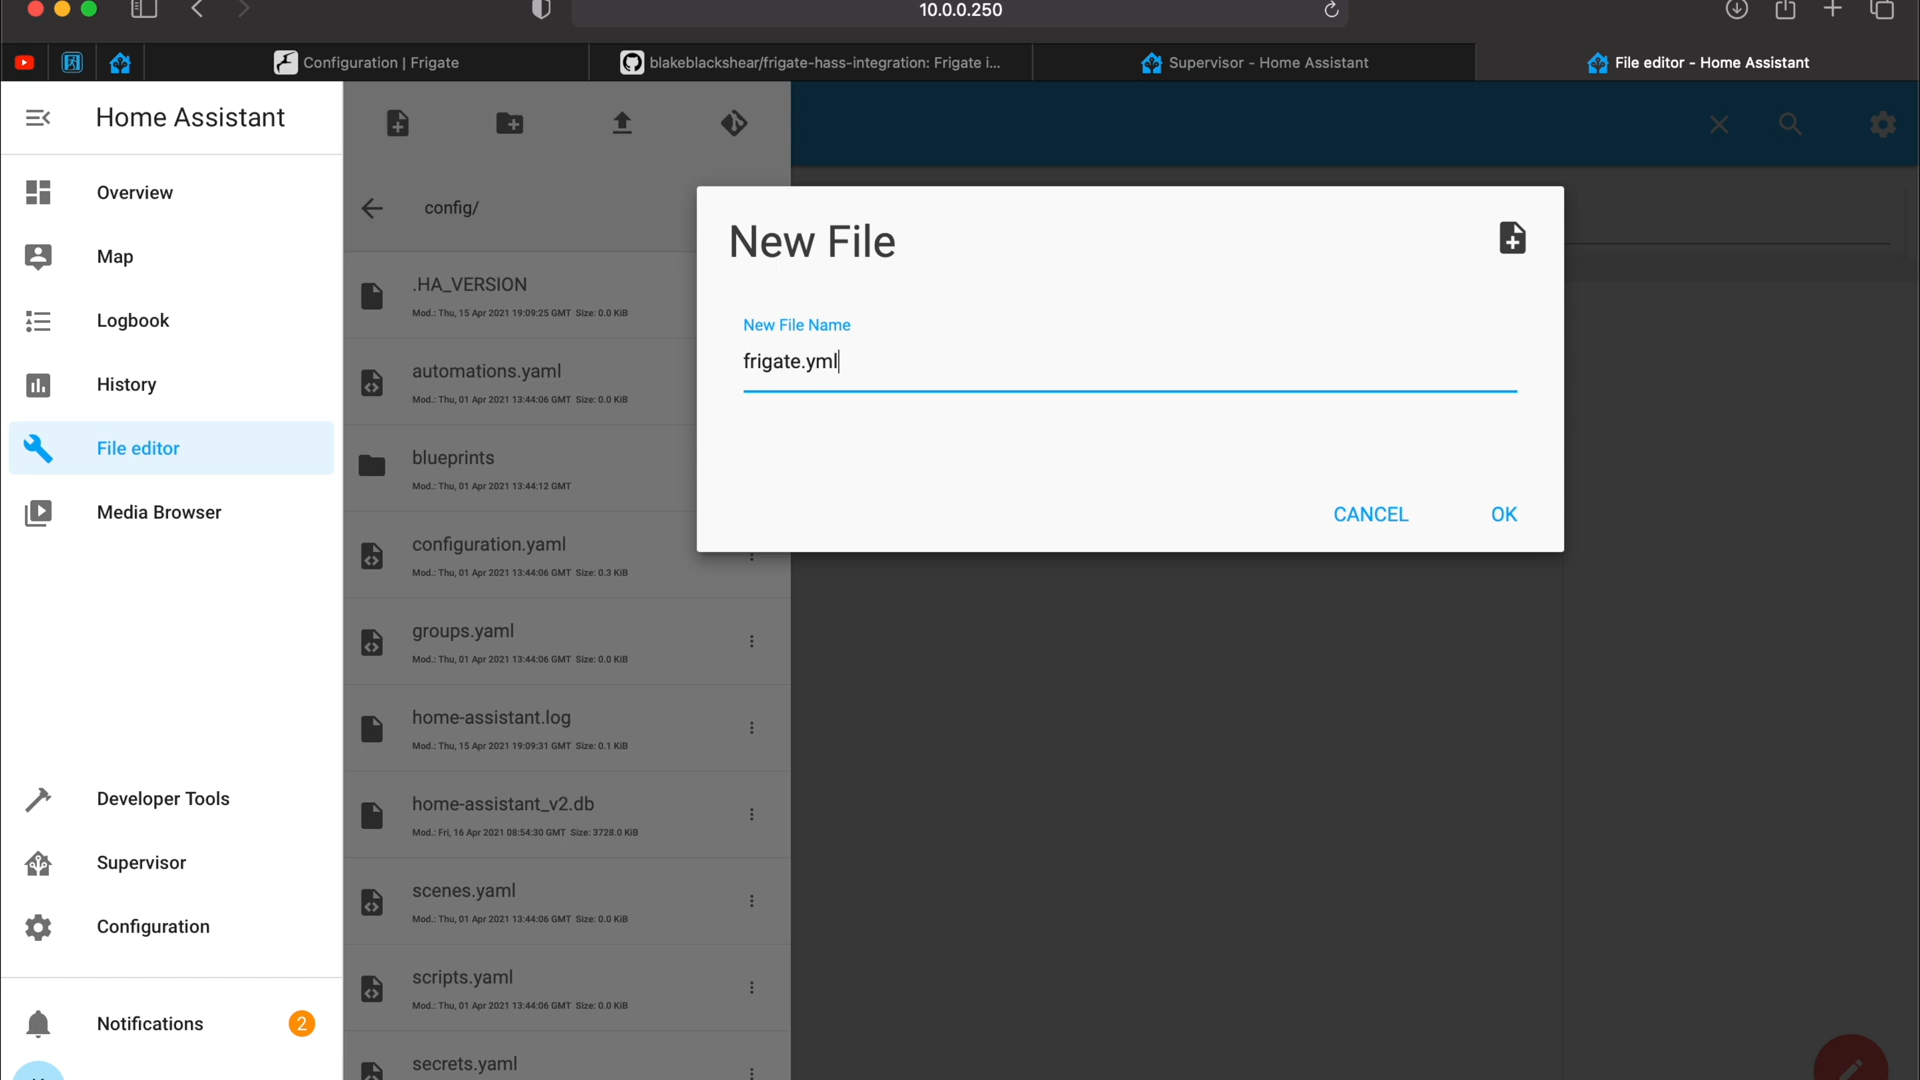 10.0.0.250
Configuration | Frigate
blakeblackshear/frigate-hass-integration: Frigate i...
Supervisor - Home Assistant
File editor - Home Assistant
Home Assistant
Overview
Map
Logbook
History
File editor
Media Browser
Developer Tools
Supervisor
Configuration
Notifications
2
config/
.HA_VERSION
Mod.: Thu, 15 Apr 2021 19:09:25 GMT Size: 0.0 KiB
automations.yaml
Mod.: Thu, 01 Apr 2021 13:44:06 GMT Size: 0.0 KiB
blueprints
Mod.: Thu, 01 Apr 2021 13:44:12 GMT
configuration.yaml
Mod.: Thu, 01 Apr 2021 13:44:06 GMT Size: 0.3 KiB
groups.yaml
Mod.: Thu, 01 Apr 2021 13:44:06 GMT Size: 0.0 KiB
home-assistant.log
Mod.: Thu, 15 Apr 2021 19:09:31 GMT Size: 0.1 KiB
home-assistant_v2.db
Mod.: Fri, 16 Apr 2021 08:54:30 GMT Size: 3728.0 KiB
scenes.yaml
Mod.: Thu, 01 Apr 2021 13:44:06 GMT Size: 0.0 KiB
scripts.yaml
Mod.: Thu, 01 Apr 2021 13:44:06 GMT Size: 0.0 KiB
secrets.yaml
New File
New File Name
frigate.yml
CANCEL
OK